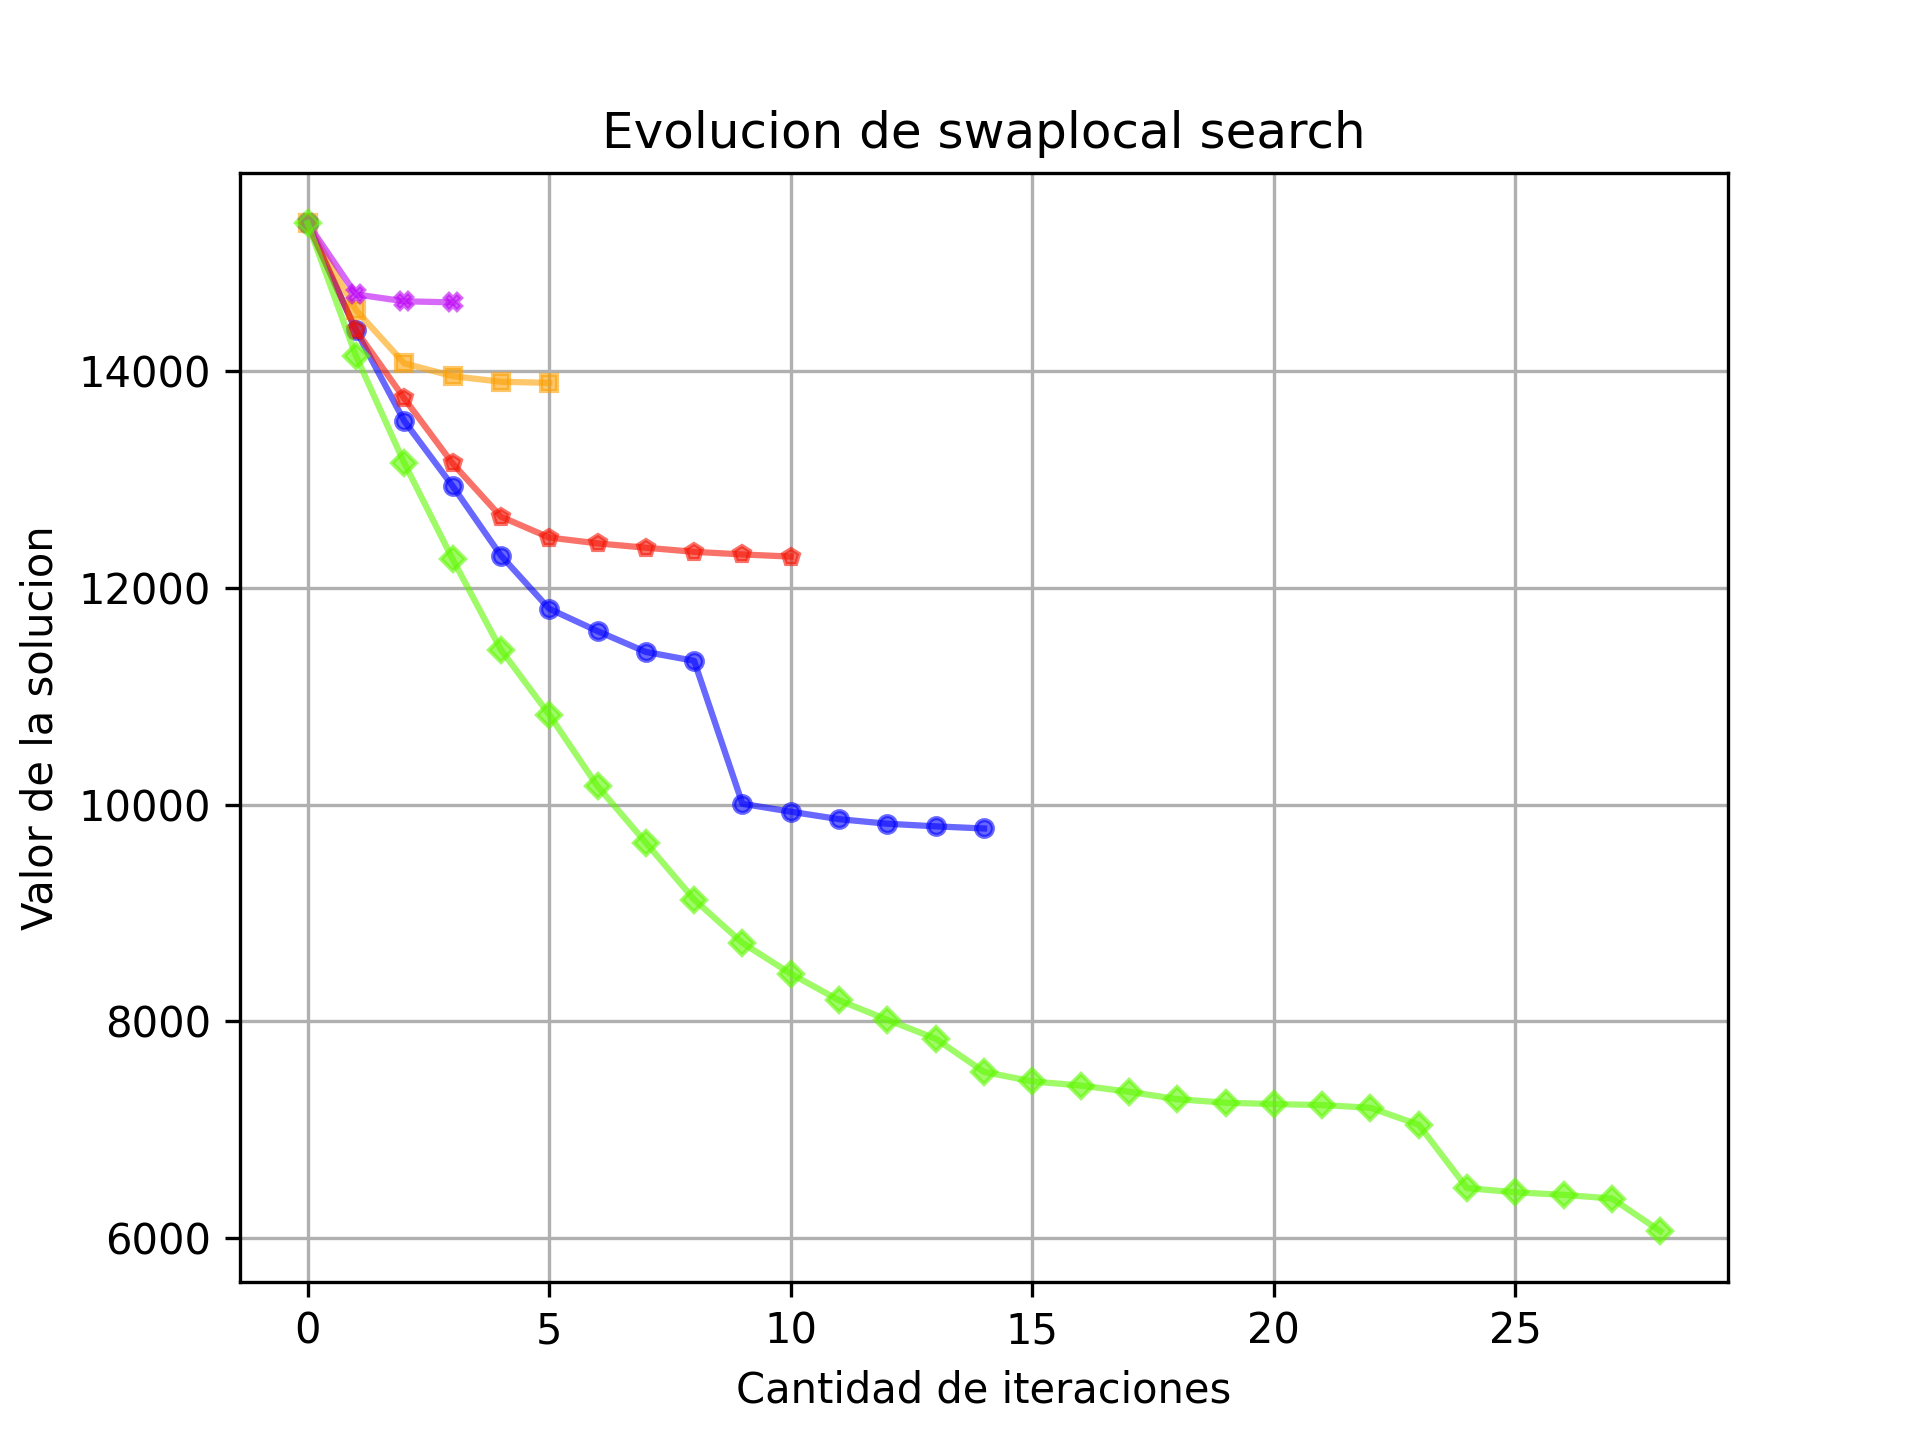 Evolucion de swaplocal search
Valor de la solucion
14000
12000
10000
8000
6000
0 5 10 15 20 25
Cantidad de iteraciones